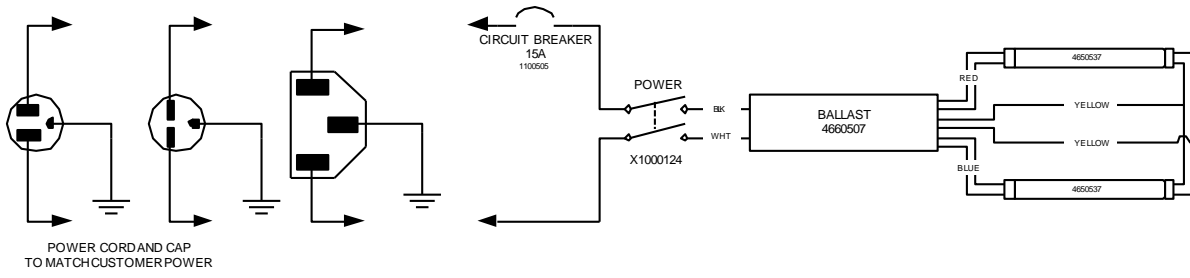 CIRCUIT BREAKER
15A
1100505
POWER
BLK
WHT
X1000124
BALLAST
4660507
RED
4650537
YELLOW
YELLOW
BLUE
4650537
POWER CORD AND CAP
TO MATCH CUSTOMER POWER